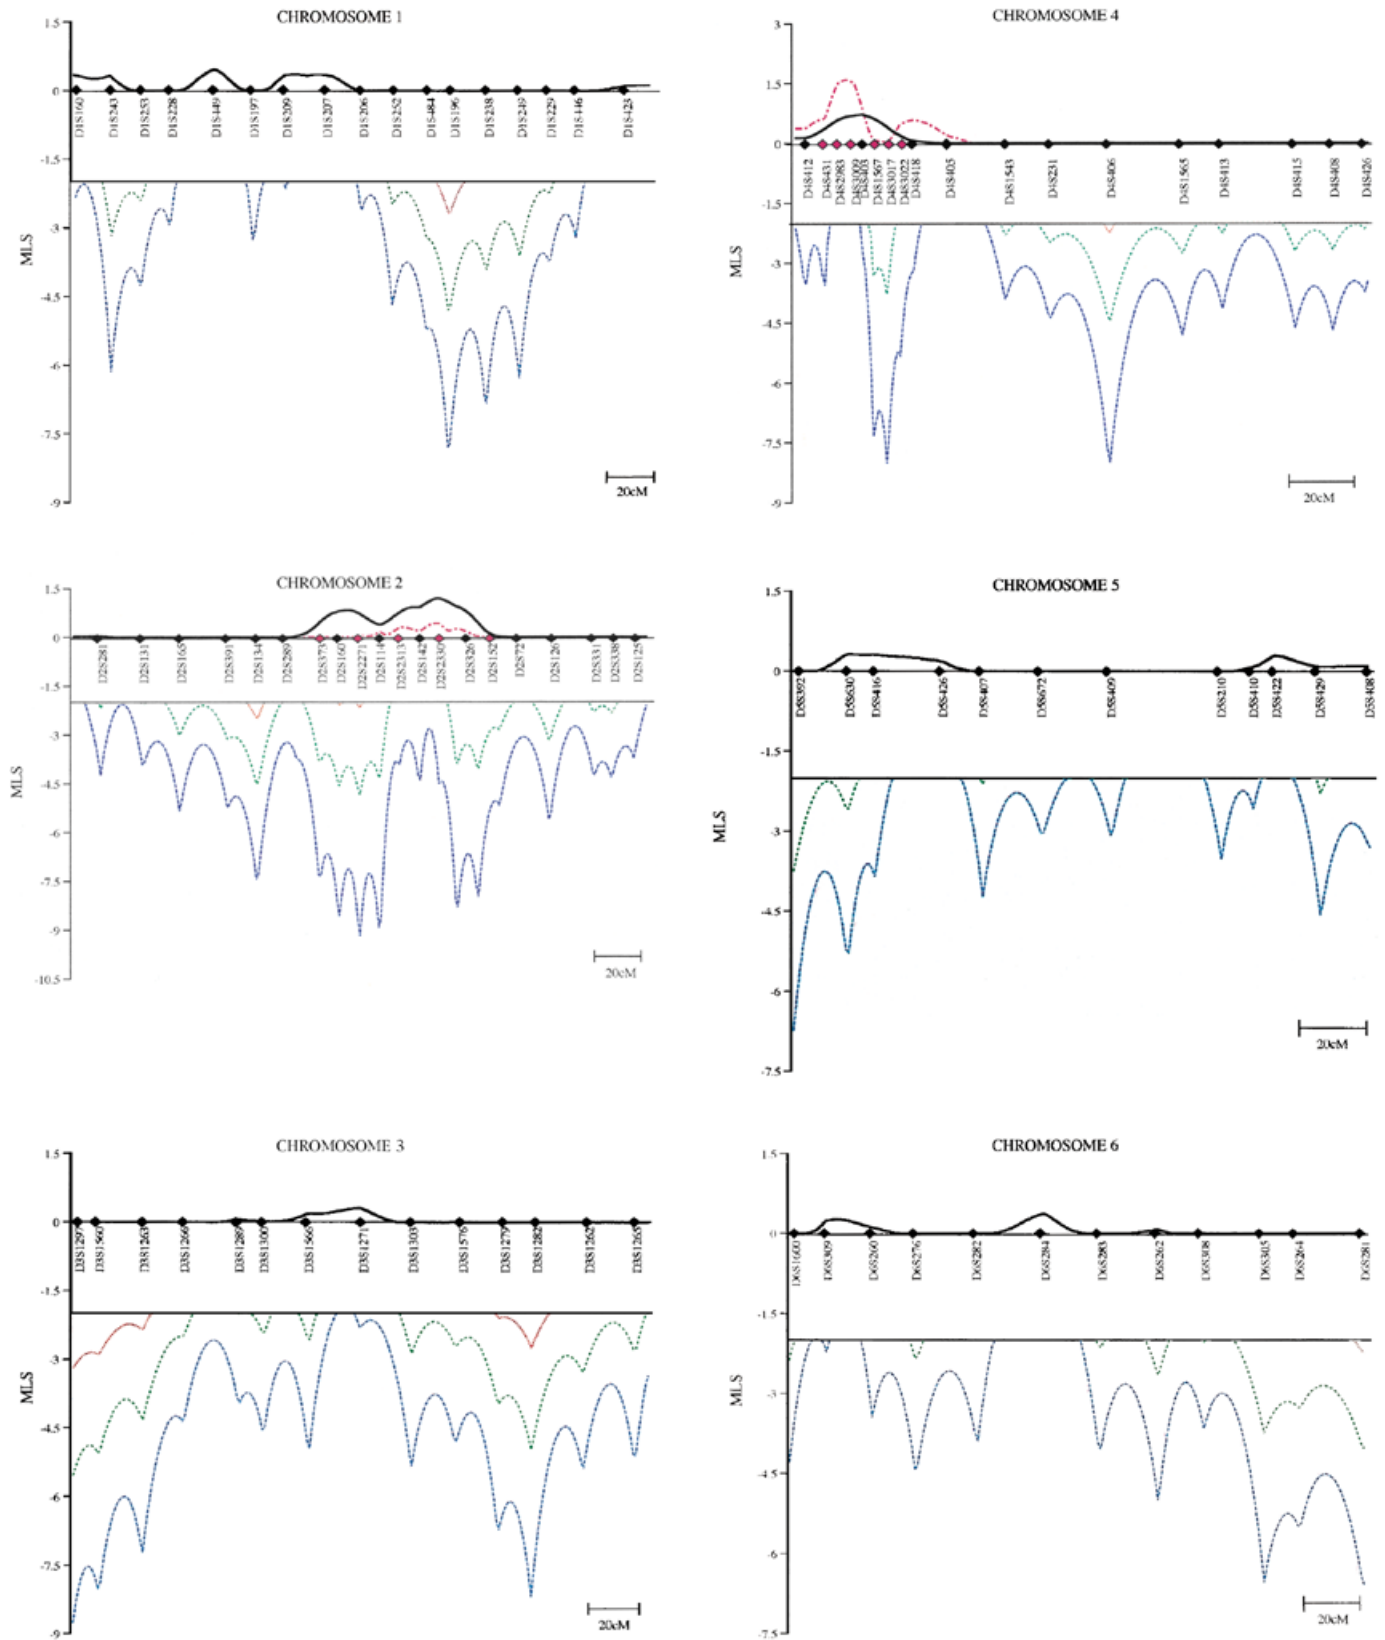 CHROMOSOME 1
1.5
0
-1.5
-3
-4.5
-6
-7.5
-9
MLS
D1S160
D1S243
D1S253
D1S228
D1S449
D1S197
D1S209
D1S207
D1S206
D1S252
D1S484
D1S196
D1S238
D1S249
D1S229
D1S446
D1S423
20cM
CHROMOSOME 4
3
1.5
0
-1.5
-3
-4.5
-6
-7.5
-9
MLS
D4S412
D4S431
D4S2983
D4S3009
D4S403
D4S1567
D4S3017
D4S3022
D4S418
D4S405
D4S1543
D4S231
D4S406
D4S1565
D4S413
D4S415
D4S408
D4S426
20cM
CHROMOSOME 2
1.5
0
-1.5
-3
-4.5
-6
-7.5
-9
-10.5
MLS
D2S281
D2S131
D2S165
D2S391
D2S134
D2S289
D2S373
D2S160
D2S2271
D2S114
D2S2313
D2S142
D2S2330
D2S326
D2S152
D2S72
D2S126
D2S331
D2S338
D2S125
20cM
CHROMOSOME 5
1.5
0
-1.5
-3
-4.5
-6
-7.5
MLS
D5S392
D5S630
D5S416
D5S426
D5S407
D5S672
D5S409
D5S210
D5S410
D5S422
D5S429
D5S408
20cM
CHROMOSOME 3
1.5
0
-1.5
-3
-4.5
-6
-7.5
-9
MLS
D3S1297
D3S1560
D3S1263
D3S1266
D3S1289
D3S1300
D3S1566
D3S1271
D3S1303
D3S1576
D3S1279
D3S1282
D3S1262
D3S1265
20cM
CHROMOSOME 6
1.5
0
-1.5
-3
-4.5
-6
-7.5
MLS
D6S1600
D6S309
D6S260
D6S276
D6S282
D6S284
D6S283
D6S262
D6S308
D6S305
D6S264
D6S281
20cM